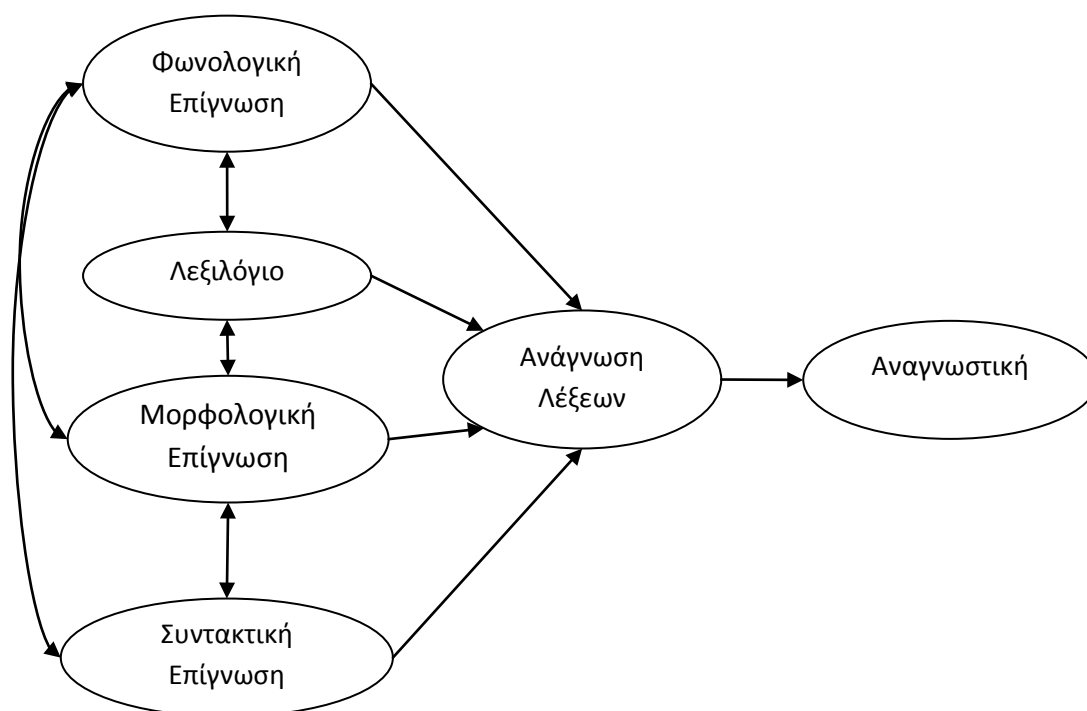 Φωνολογική
Επίγνωση
Λεξιλόγιο
Μορφολογική
Επίγνωση
Συντακτική
Επίγνωση
Ανάγνωση
Λέξεων
Αναγνωστική